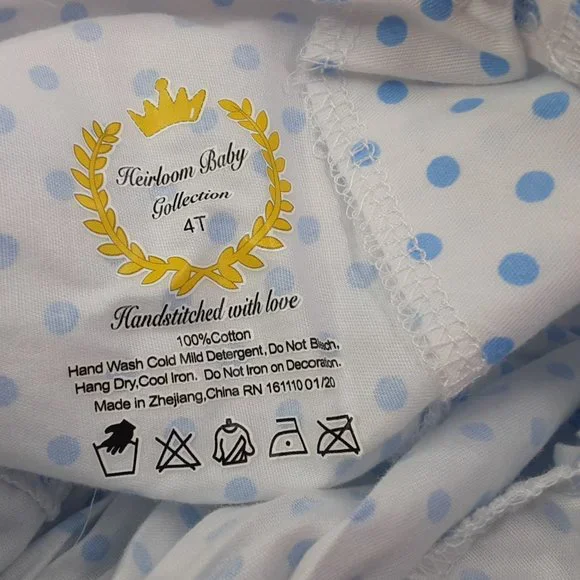 Heirloom Baby
Gollection
4T
Handstitched with love
100%Cotton
Hand Wash Cold Mild Detergent, Do Not Bleach.
Hang Dry,Cool Iron. Do Not Iron on Decoration.
Made in Zhejiang,China RN 161110 01/20